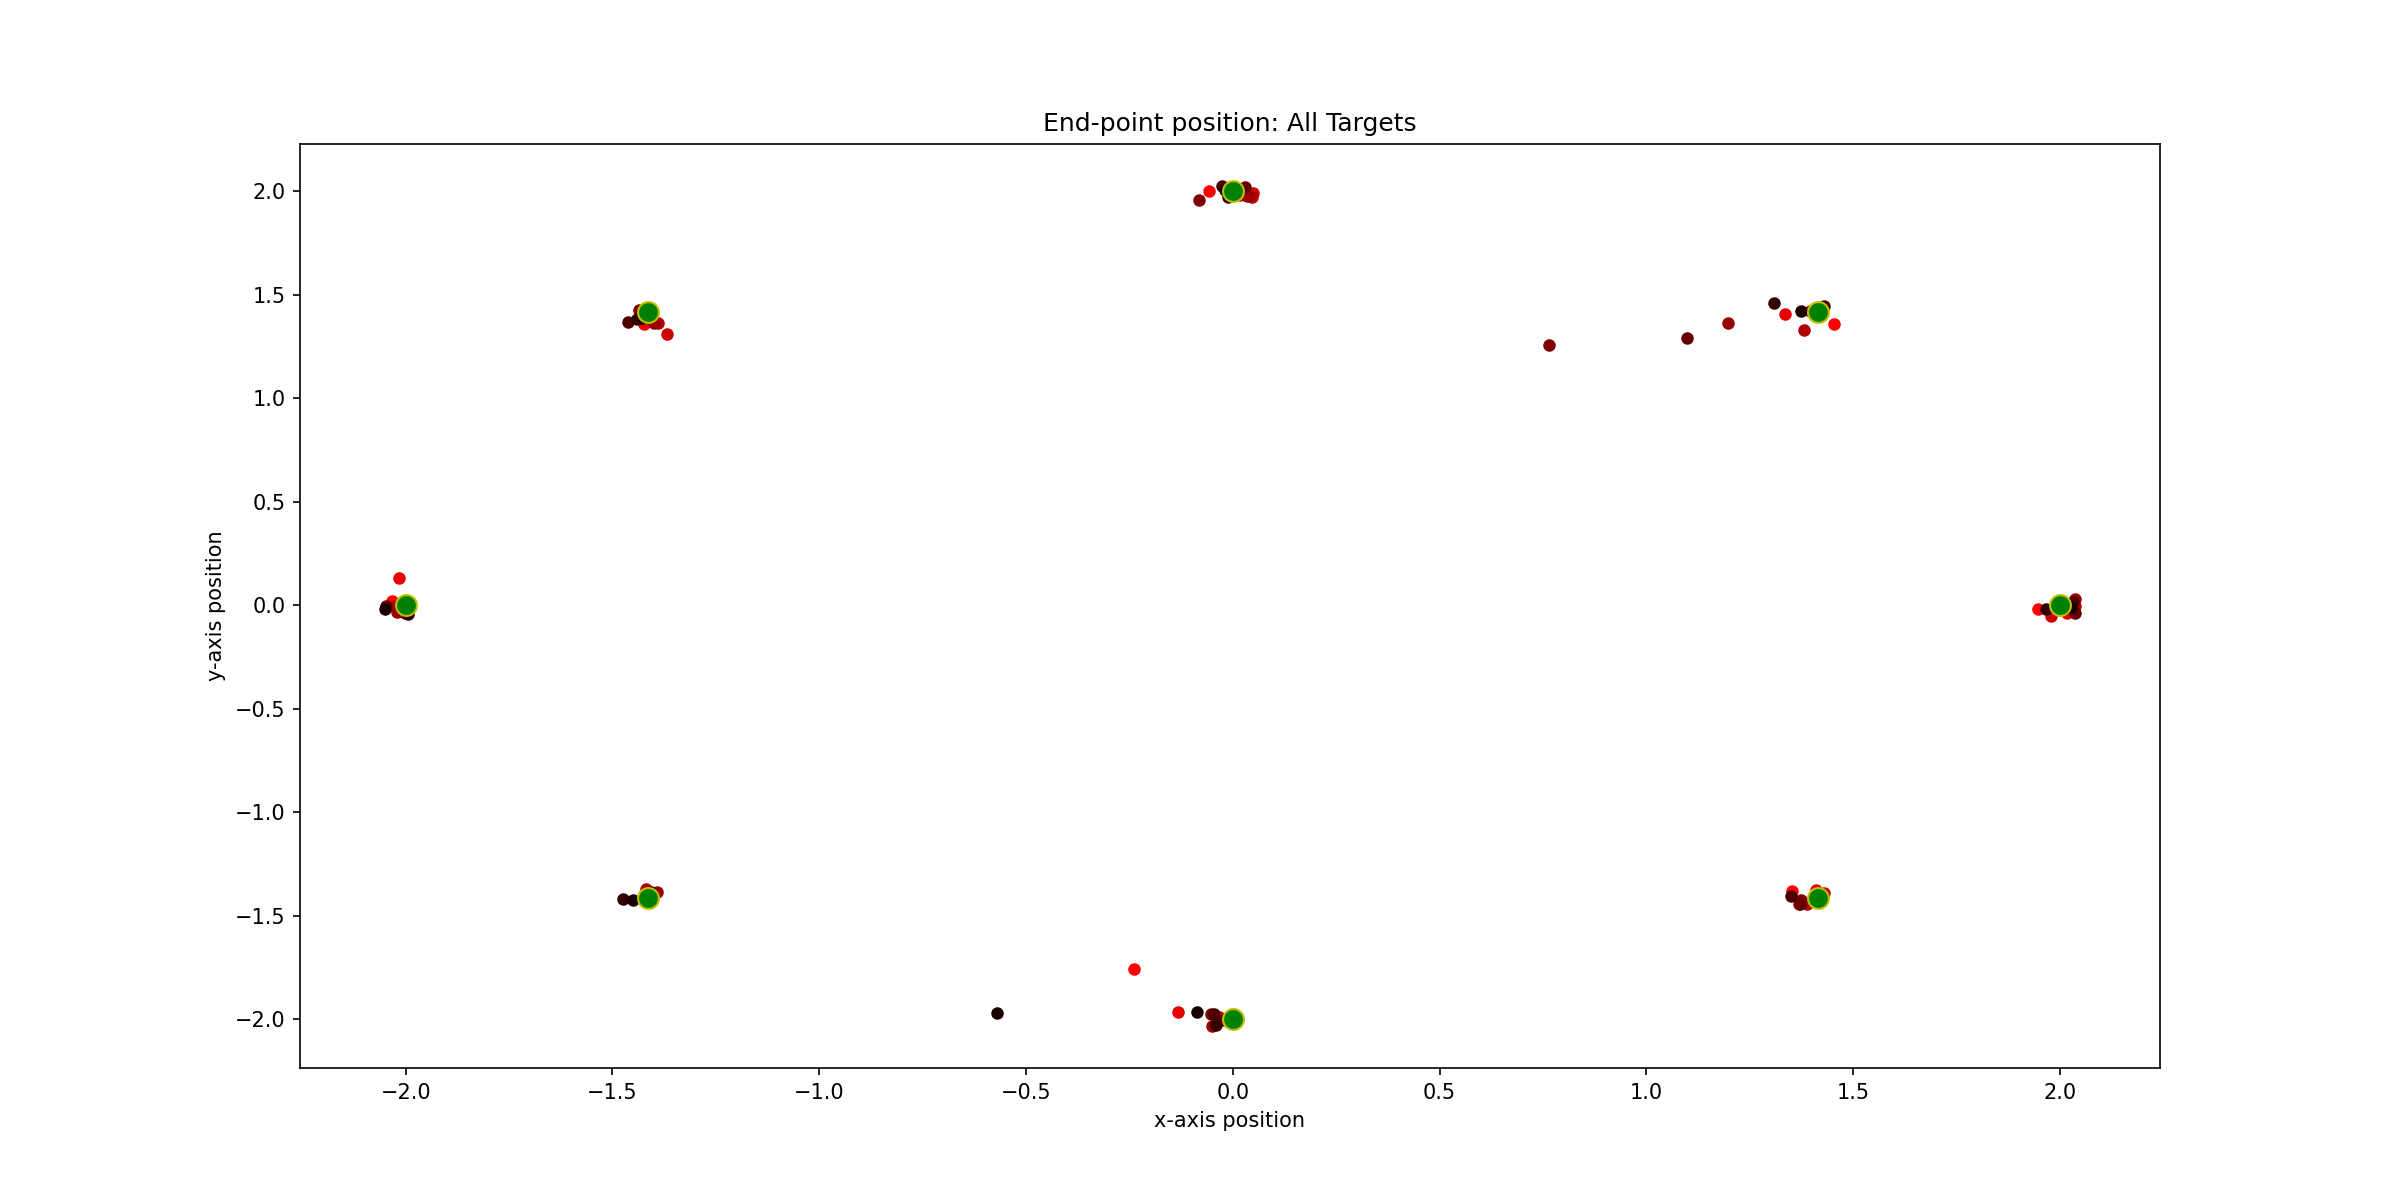 End-point position: All Targets
y-axis position
2.0
1.5
1.0
0.5
0.0
−0.5
−1.0
−1.5
−2.0
−2.0 −1.5 −1.0 −0.5 0.0 0.5 1.0 1.5 2.0
x-axis position